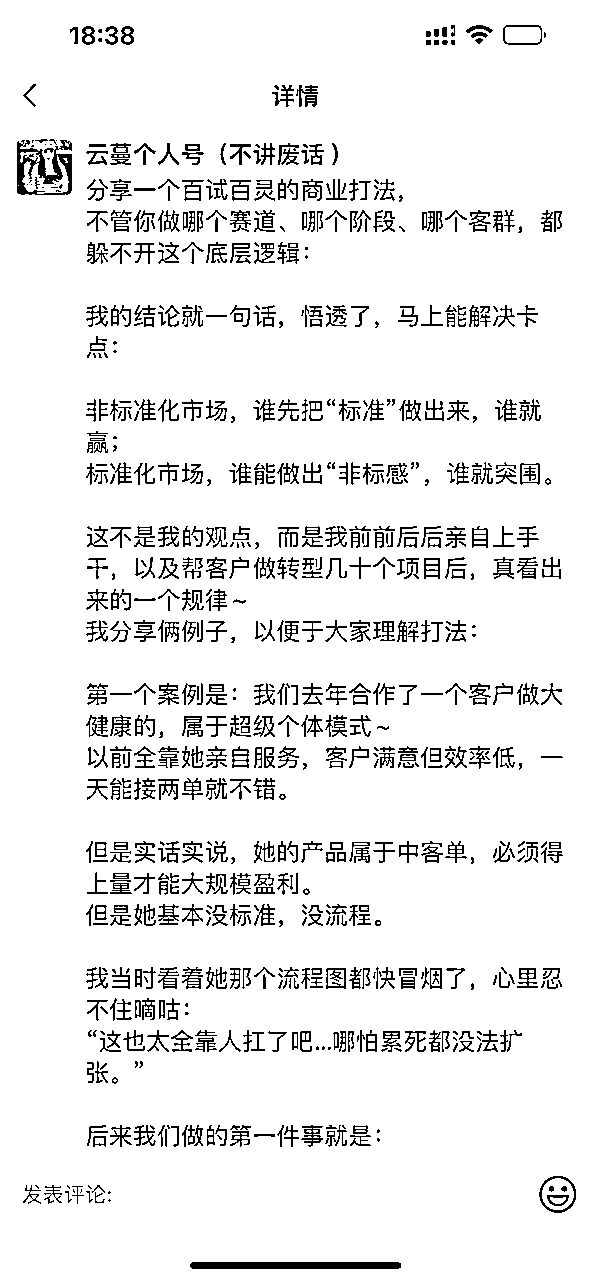 18:38
详情
云蔓个人号（不讲废话）
分享一个百试百灵的商业打法，
不管你做哪个赛道、哪个阶段、哪个客群，都
躲不开这个底层逻辑：
我的结论就一句话，悟透了，马上能解决卡
点：
非标准化市场，谁先把“标准”做出来，谁就
赢；
标准化市场，谁能做出“非标感”，谁就突围。
这不是我的观点，而是我前前后后亲自上手
干，以及帮客户做转型几十个项目后，真看出
来的一个规律～
我分享俩例子，以便于大家理解打法：
第一个案例是：我们去年合作了一个客户做大
健康的，属于超级个体模式～
以前全靠她亲自服务，客户满意但效率低，一
天能接两单就不错。
但是实话实说，她的产品属于中客单，必须得
上量才能大规模盈利。
但是她基本没标准，没流程。
我当时看着她那个流程图都快冒烟了，心里忍
不住嘀咕：
“这也太全靠人扛了吧...哪怕累死都没法扩
张。”
后来我们做的第一件事就是：
发表评论: